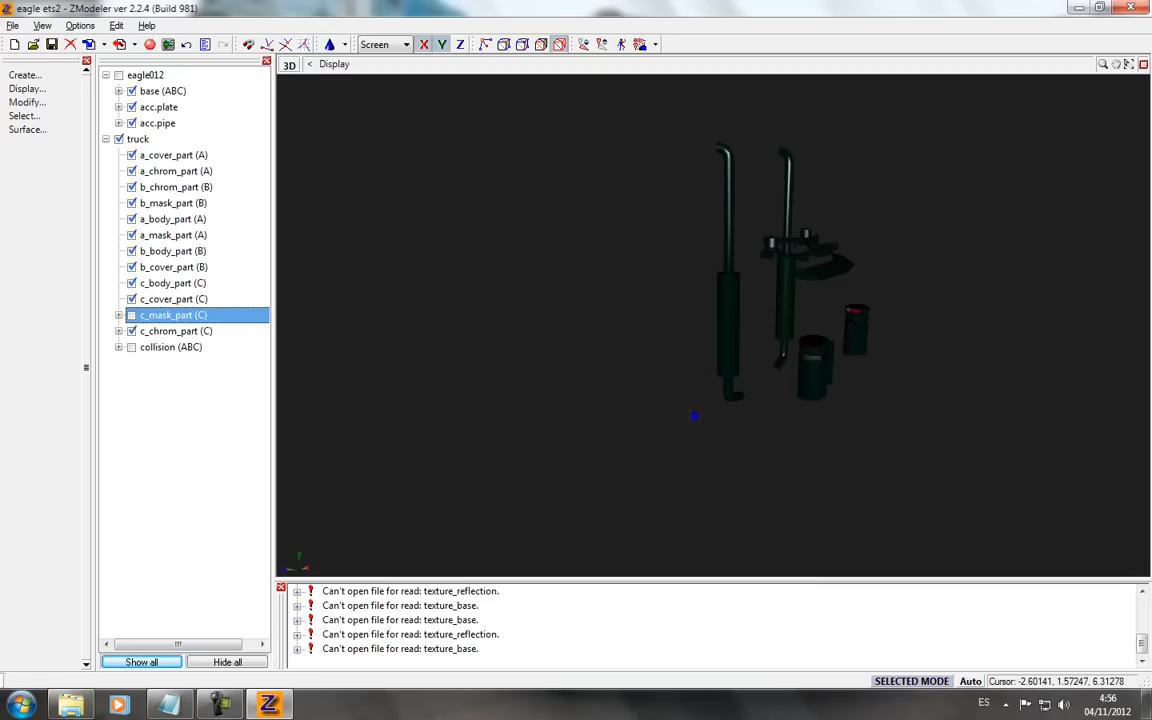 eagle ets2 - ZModeler ver 2.2.4 (Build 981)
File View Options Edit Help
Screen X Y Z
Create...
Display...
Modify...
Select...
Surface...
eagle012
base (ABC)
acc.plate
acc.pipe
truck
a_cover_part (A)
a_chrom_part (A)
b_chrom_part (B)
b_mask_part (B)
a_body_part (A)
a_mask_part (A)
b_body_part (B)
b_cover_part (B)
c_body_part (C)
c_cover_part (C)
c_mask_part (C)
c_chrom_part (C)
collision (ABC)
Show all Hide all
3D < Display
Y
Can't open file for read: texture_reflection.
Can't open file for read: texture_base.
Can't open file for read: texture_base.
Can't open file for read: texture_reflection.
Can't open file for read: texture_base.
SELECTED MODE Auto Cursor: -2.60141, 1.57247, 6.31278
ES 4:56
04/11/2012